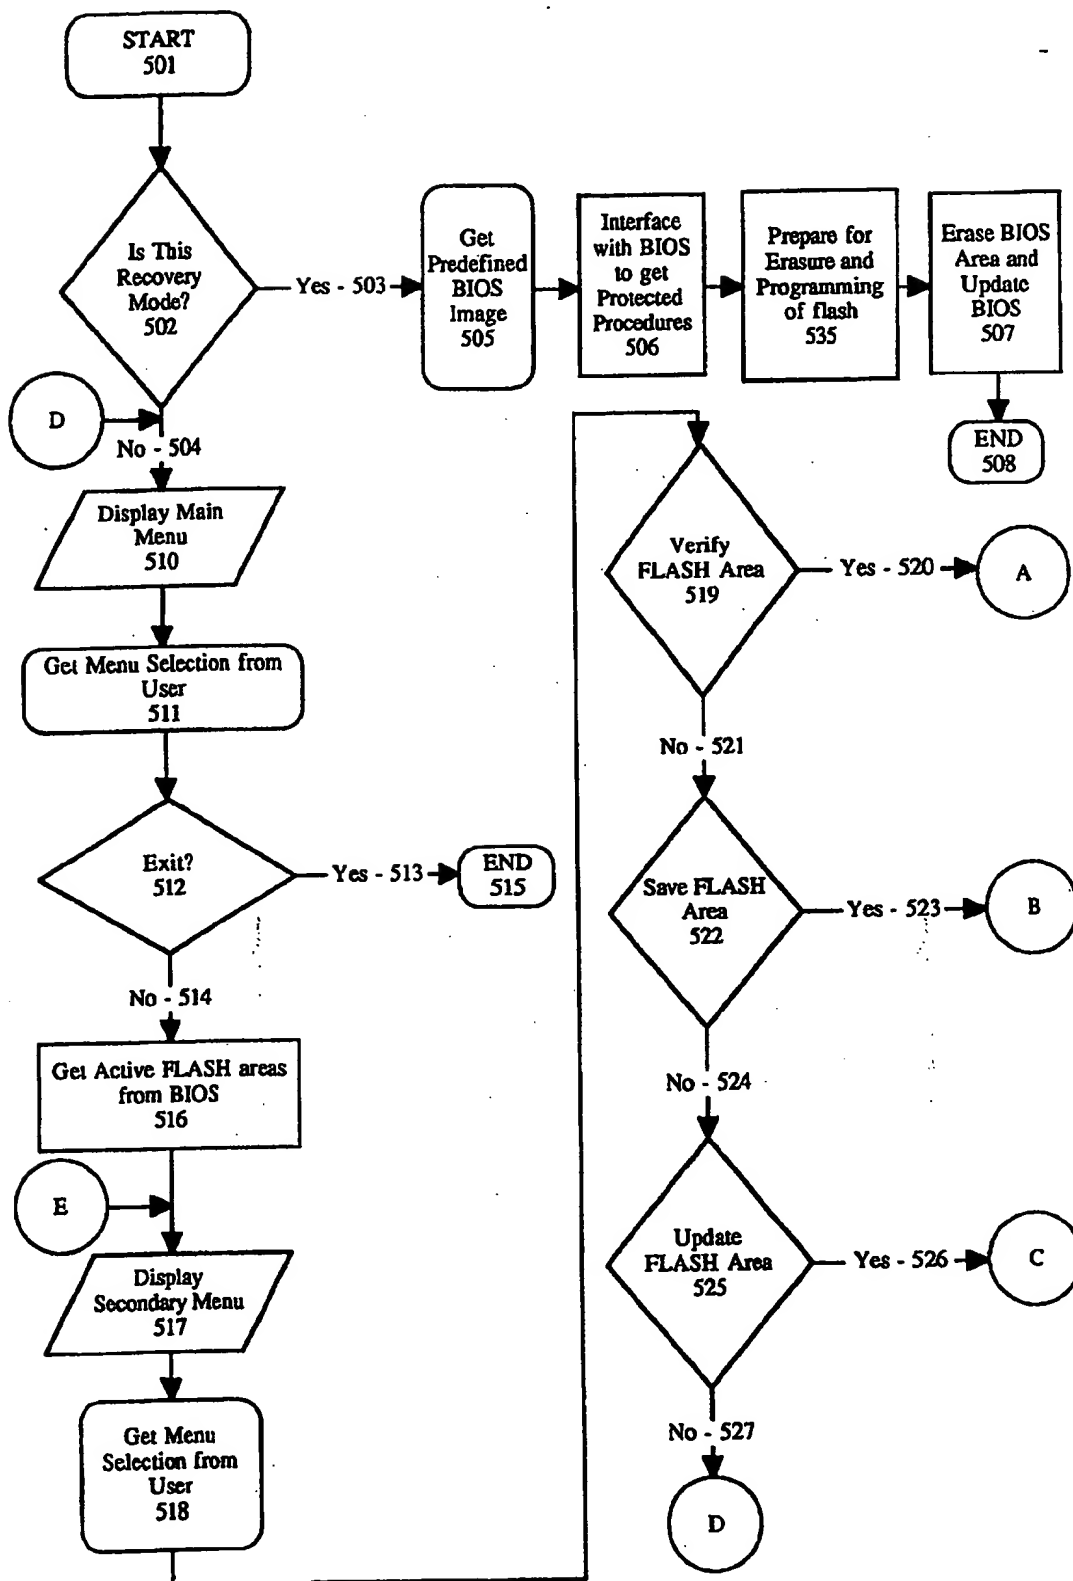 START
501
Is This
Recovery
Mode?
502
Yes - 503
Get
Predefined
BIOS
Image
505
Interface
with BIOS
to get
Protected
Procedures
506
Prepare for
Erasure and
Programming
of flash
535
Erase BIOS
Area and
Update
BIOS
507
END
508
D
No - 504
Display Main
Menu
510
Get Menu Selection from
User
511
Exit?
512
Yes - 513
END
515
No - 514
Get Active FLASH areas
from BIOS
516
E
Display
Secondary Menu
517
Get Menu
Selection from
User
518
Verify
FLASH Area
519
Yes - 520
A
No - 521
Save FLASH
Area
522
Yes - 523
B
No - 524
Update
FLASH Area
525
Yes - 526
C
No - 527
D